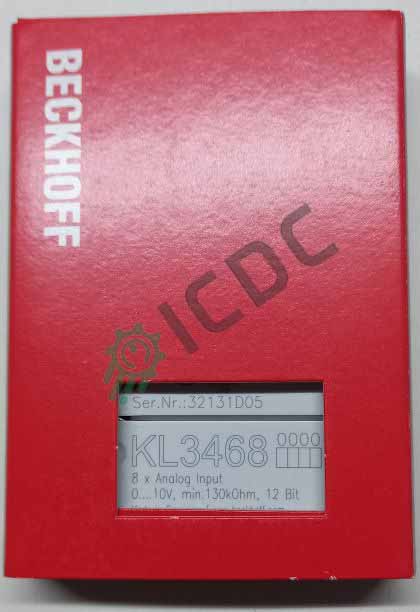 BECKHOFF
ICDC
Ser.Nr.:32131D05
KL3468 0000
8 x Analog Input
0....10V, min.130kOhm, 12 Bit